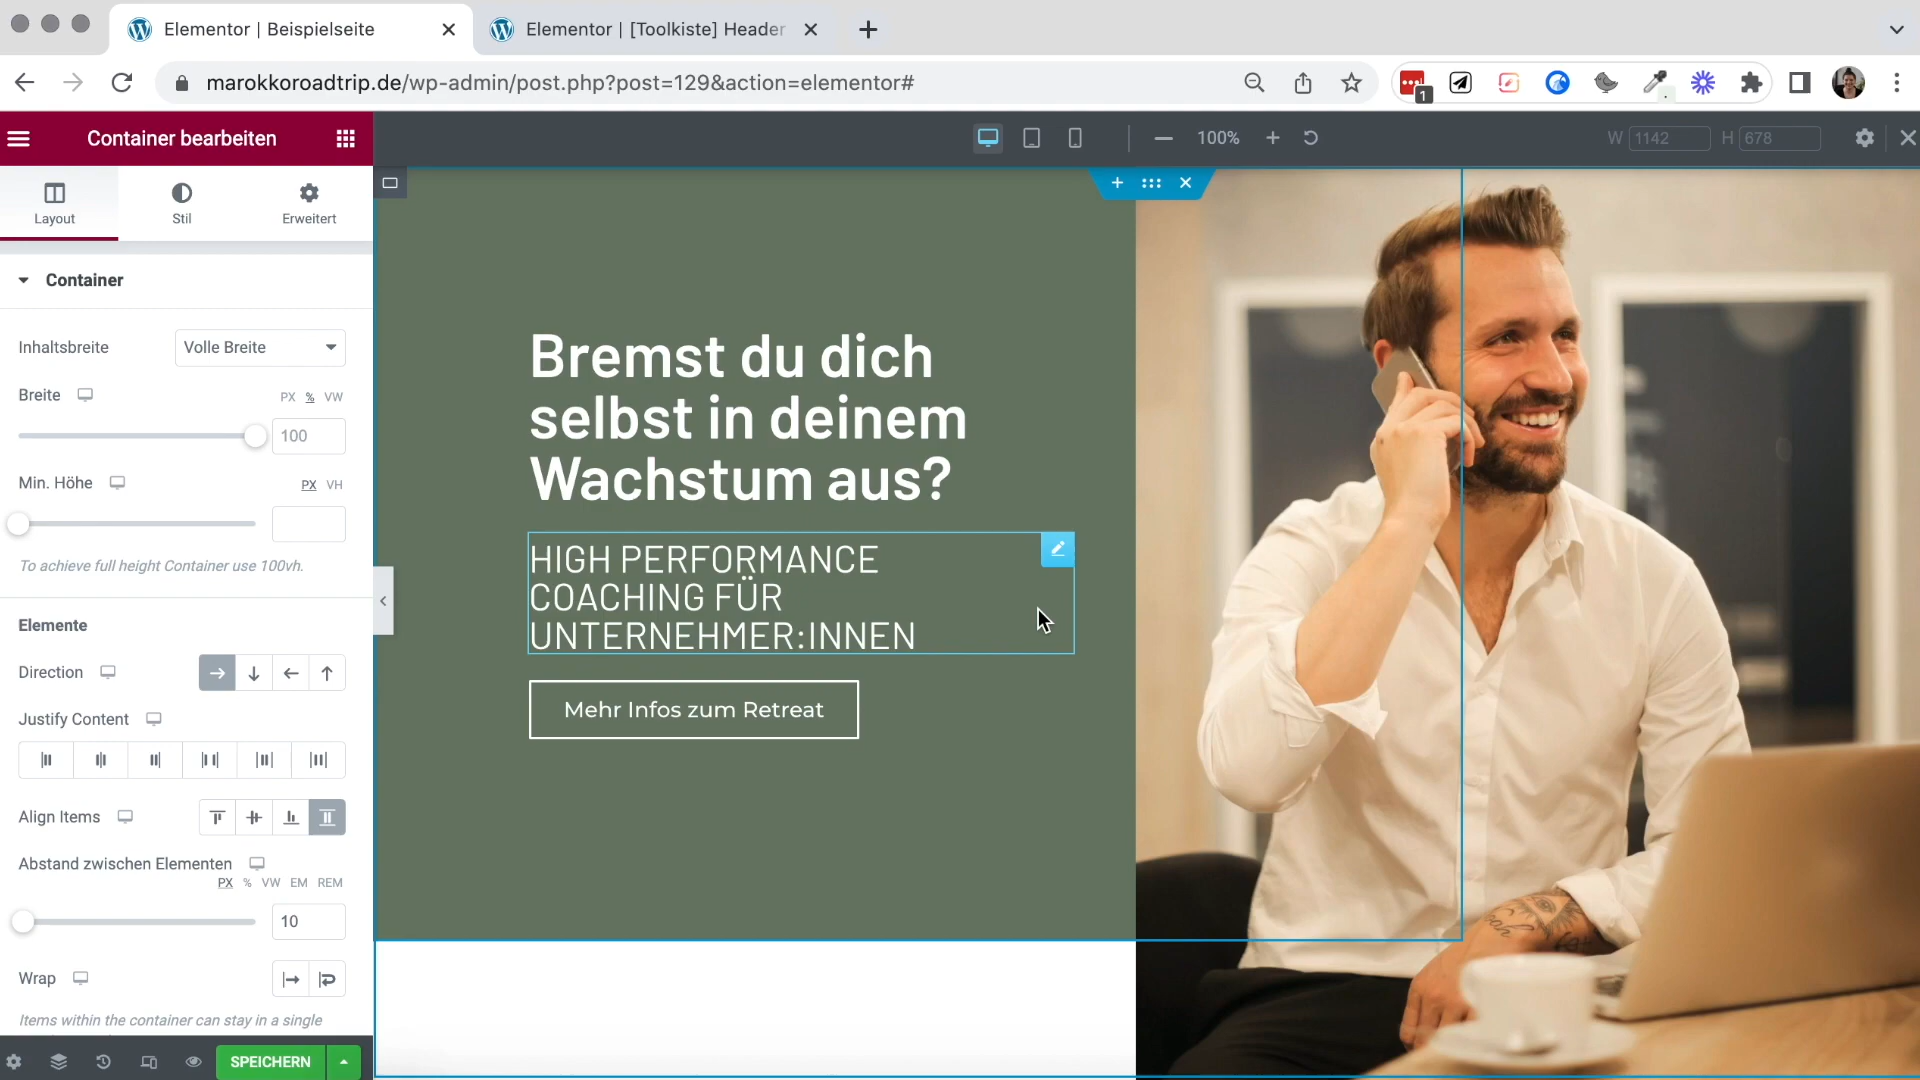 Elementor | Beispielseite
Elementor | [Toolkiste] Header
marokkoroadtrip.de/wp-admin/post.php?post=129&action=elementor#
1
Container bearbeiten
100%
W 1142 H 678
Layout
Stil
Erweitert
Container
Inhaltsbreite
Volle Breite
Breite
PX % VW
100
Min. Höhe
PX VH
To achieve full height Container use 100vh.
Elemente
Direction
Justify Content
Align Items
Abstand zwischen Elementen
PX % VW EM REM
10
Wrap
Items within the container can stay in a single
SPEICHERN
Bremst du dich
selbst in deinem
Wachstum aus?
HIGH PERFORMANCE
COACHING FÜR
UNTERNEHMER:INNEN
Mehr Infos zum Retreat